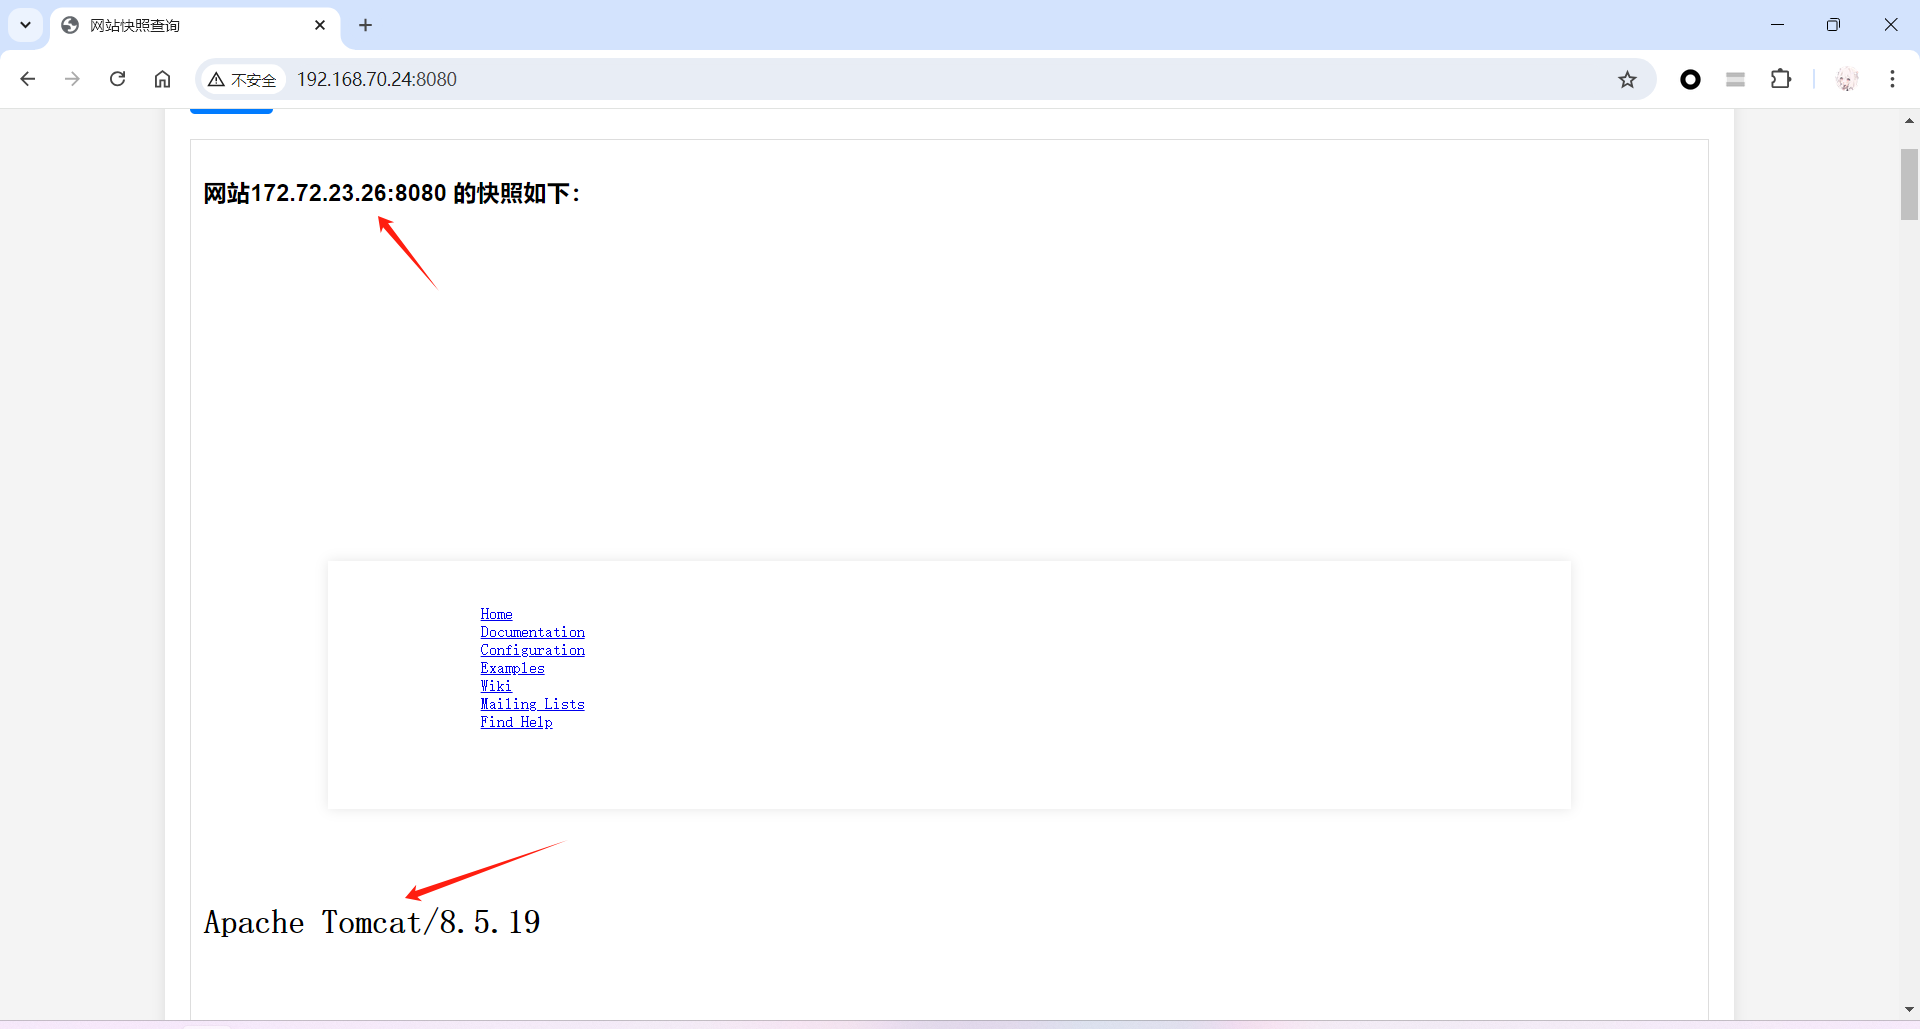 网站快照查询
不安全
192.168.70.24:8080
网站172.72.23.26:8080 的快照如下：
Home
Documentation
Configuration
Examples
Wiki
Mailing Lists
Find Help
Apache Tomcat/8.5.19